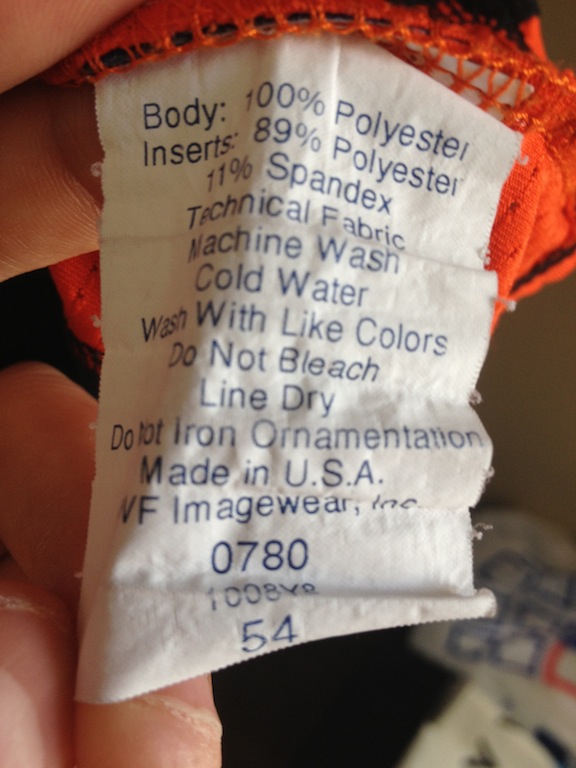 Body: 100% Polyester
Inserts: 89% Polyester
11% Spandex
Technical Fabric
Machine Wash
Cold Water
Wash With Like Colors
Do Not Bleach
Line Dry
Do not Iron Ornamentation
Made in U.S.A.
VF Imagewear, Inc.
0780
54